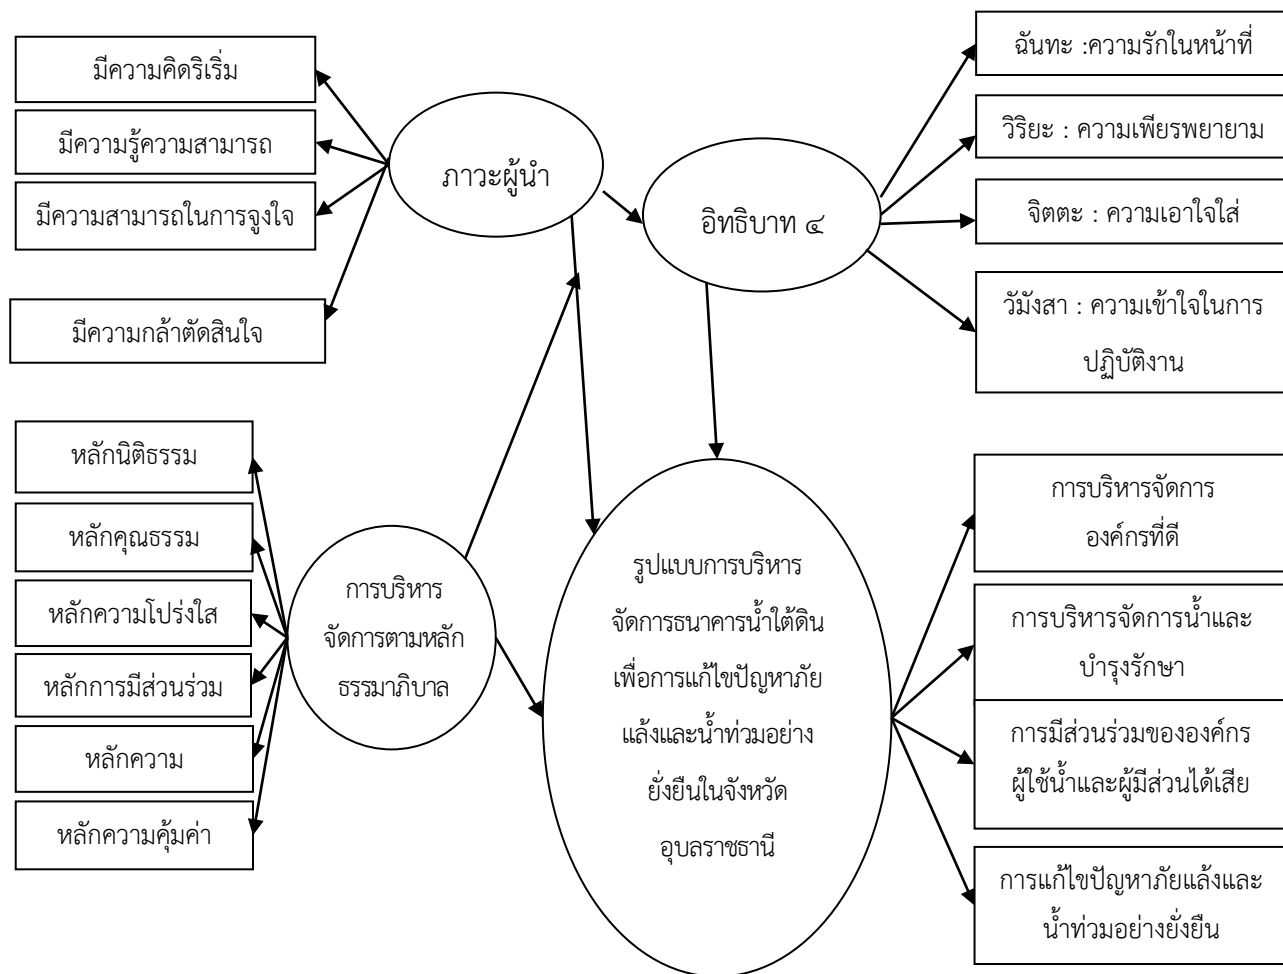 มีความคิดริเริ่ม
มีความรู้ความสามารถ
มีความสามารถในการจูงใจ
มีความกล้าตัดสินใจ
ภาวะผู้นำ
อิทธิบาท ๔
ฉันทะ :ความรักในหน้าที่
วิริยะ : ความเพียรพยายาม
จิตตะ : ความเอาใจใส่
วัมังสา : ความเข้าใจในการ
ปฏิบัติงาน
หลักนิติธรรม
หลักคุณธรรม
หลักความโปร่งใส
หลักการมีส่วนร่วม
หลักความ
หลักความคุ้มค่า
การบริหาร
จัดการตามหลัก
ธรรมาภิบาล
รูปแบบการบริหาร
จัดการธนาคารน้ำใต้ดิน
เพื่อการแก้ไขปัญหาภัย
แล้งและน้ำท่วมอย่าง
ยั่งยืนในจังหวัด
อุบลราชธานี
การบริหารจัดการ
องค์กรที่ดี
การบริหารจัดการน้ำและ
บำรุงรักษา
การมีส่วนร่วมขององค์กร
ผู้ใช้น้ำและผู้มีส่วนได้เสีย
การแก้ไขปัญหาภัยแล้งและ
น้ำท่วมอย่างยั่งยืน